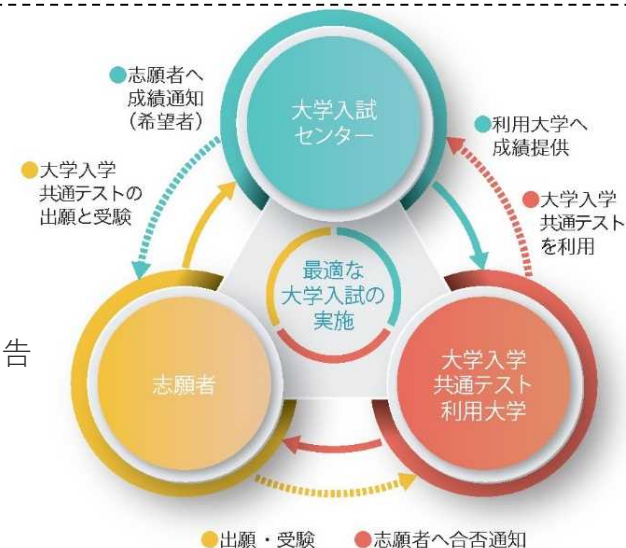 ●志願者へ
成績通知
（希望者）
大学入試
センター
●利用大学へ
成績提供
●大学入学
共通テストの
出願と受験
●大学入学
共通テスト
を利用
最適な
大学入試の
実施
告
志願者
大学入学
共通テスト
利用大学
●出願・受験
●志願者へ合否通知